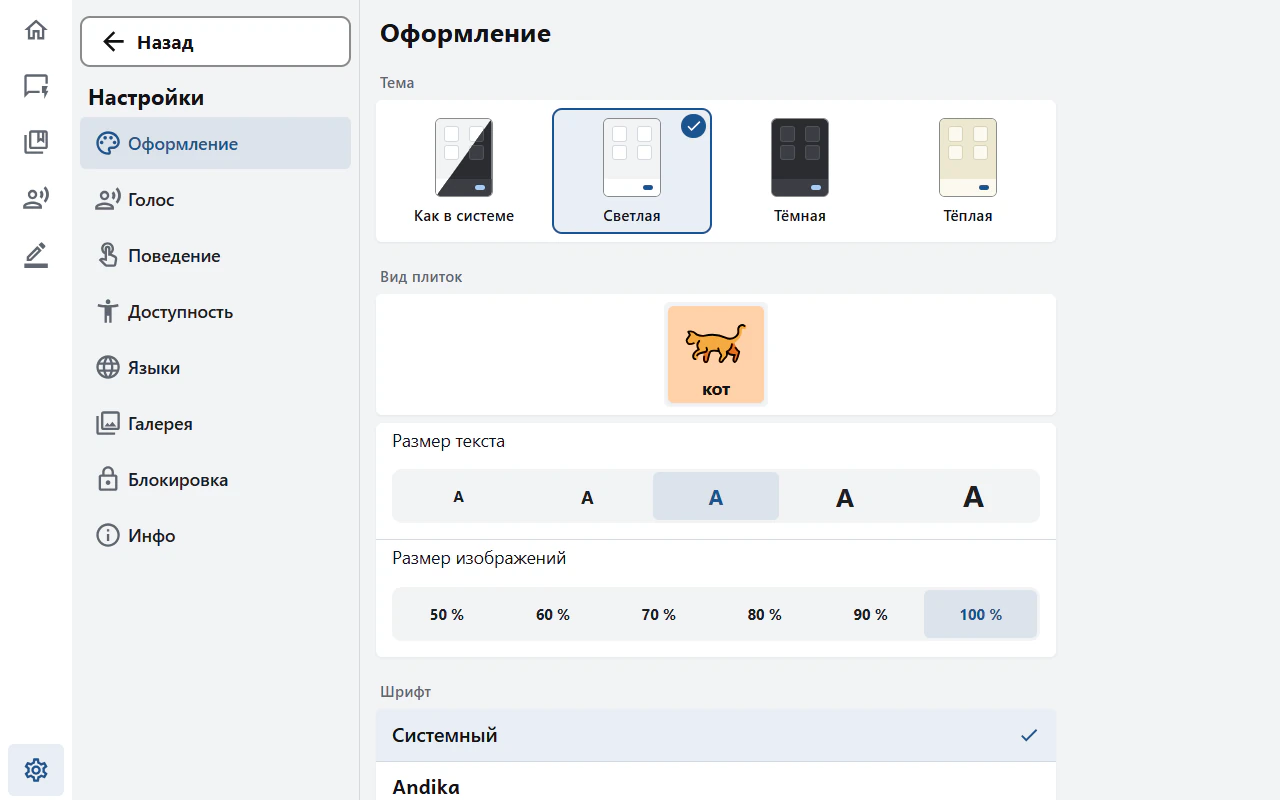 Назад
Настройки
Оформление
Голос
Поведение
Доступность
Языки
Галерея
Блокировка
Инфо
Оформление
Тема
Как в системе
Светлая
Тёмная
Тёплая
Вид плиток
кот
Размер текста
A A A A A
Размер изображений
50 % 60 % 70 % 80 % 90 % 100 %
Шрифт
Системный
Andika